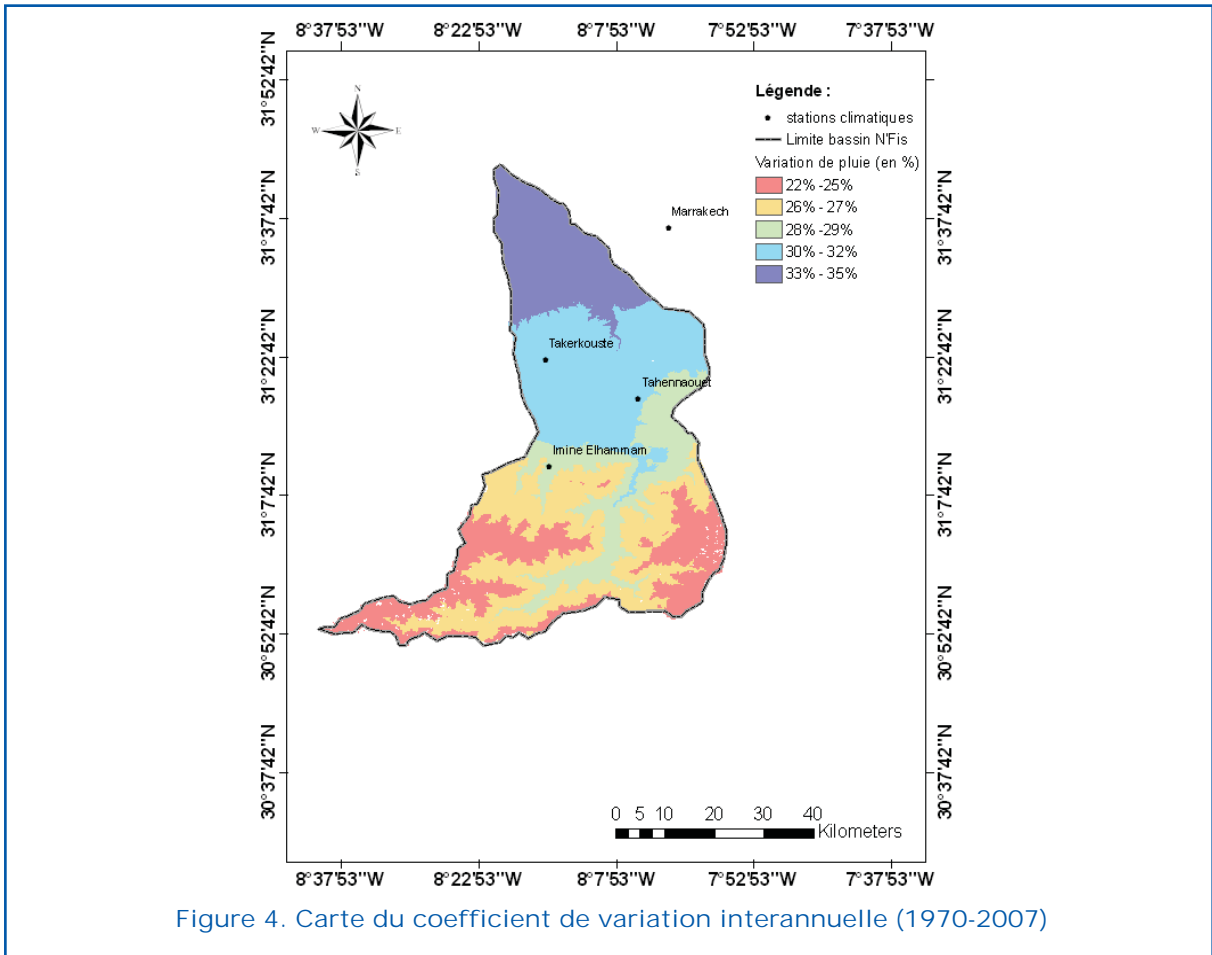 8°37'53"W 8°22'53"W 8°7'53"W 7°52'53"W 7°37'53"W
31°52'42"N
31°37'42"N
31°22'42"N
31°7'42"N
30°52'42"N
30°37'42"N
N
W E
S
Légende :
stations climatiques
Limite bassin N'Fis
Variation de pluie (en %)
22% -25%
26% - 27%
28% -29%
30% - 32%
33% - 35%
Marrakech
Takerkouste
Tahennaouet
Imine Elhammam
31°52'42"N
31°37'42"N
31°22'42"N
31°7'42"N
30°52'42"N
30°37'42"N
0 5 10 20 30 40
Kilometers
8°37'53"W 8°22'53"W 8°7'53"W 7°52'53"W 7°37'53"W
Figure 4. Carte du coefficient de variation interannuelle (1970-2007)